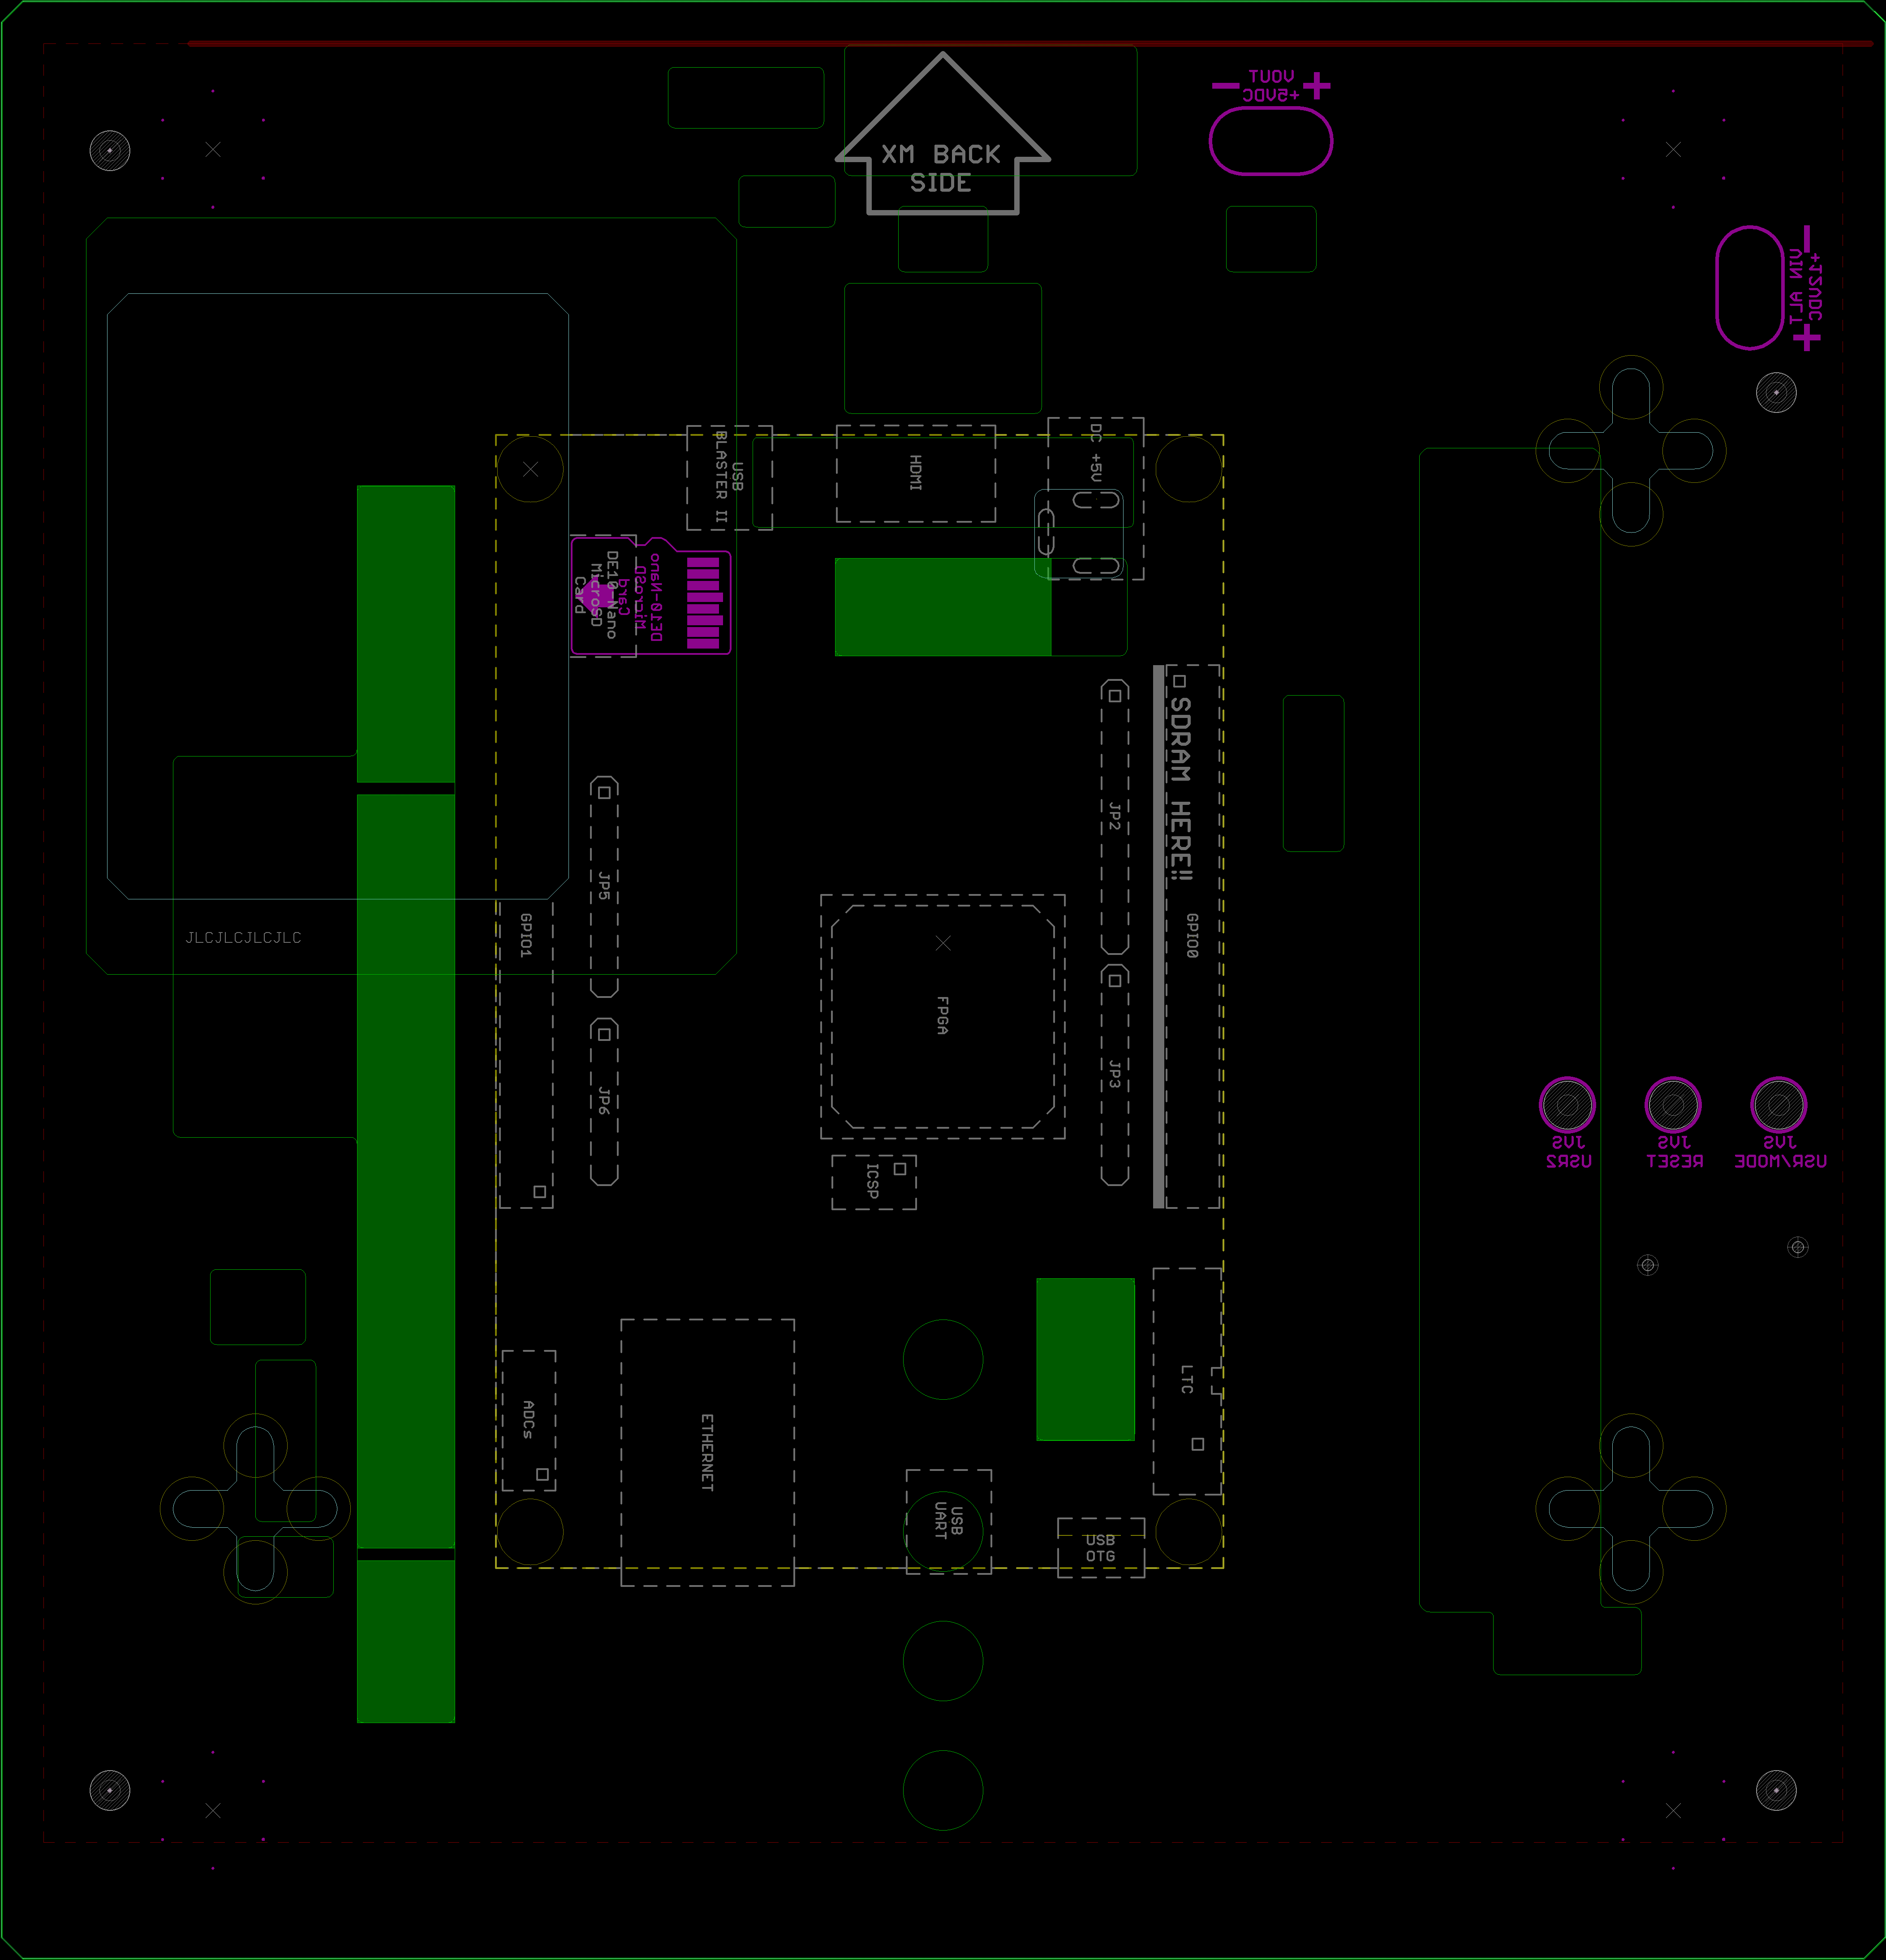 VOUT
+5VDC
XM BACK
SIDE
+12VDC
VIN ALT
USB
BLASTER II
HDMI
DC +5V
DE10-Nano
MicroSD
Card
DE10-Nano
MicroSD
Card
SDRAM HERE!!
JP2
JP5
GPIO1
GPIO0
JLCJLCJLCJLC
FPGA
JP3
JP6
ICSP
JVS
USR2
JVS
RESET
JVS
USR/MODE
LTC
ADCs
ETHERNET
USB
UART
USB
OTG